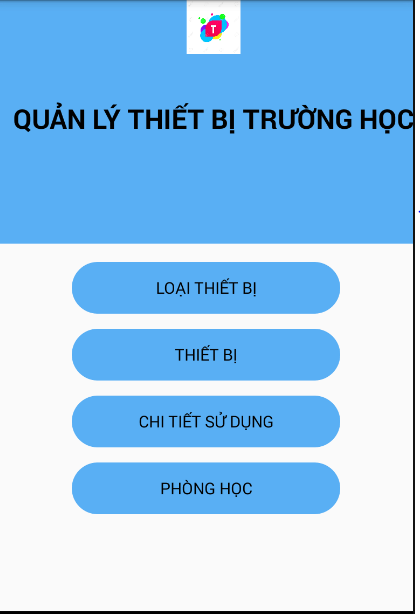 T
QUẢN LÝ THIẾT BỊ TRƯỜNG HỌC
LOẠI THIẾT BỊ
THIẾT BỊ
CHI TIẾT SỬ DỤNG
PHÒNG HỌC